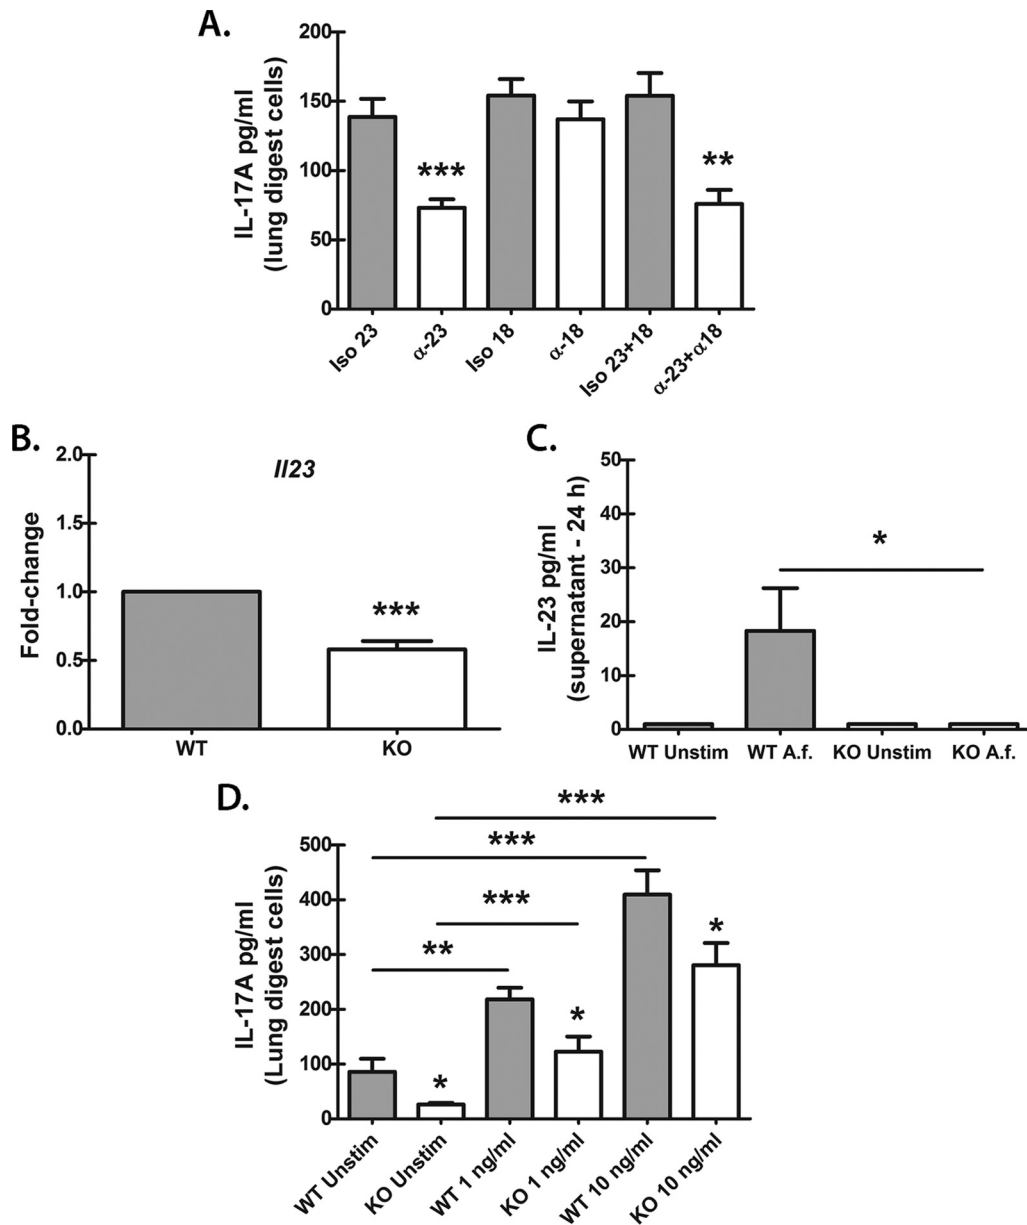 A.
IL-17A pg/ml
(lung digest cells)
200
150
100
50
0
***
**
Iso 23
α-23
Iso 18
α-18
Iso 23+18
α-23+α18
B.
Il23
Fold-change
2.0
1.5
1.0
0.5
0.0
***
WT
KO
C.
IL-23 pg/ml
(supernatant - 24 h)
50
40
30
20
10
0
*
WT Unstim
WT A.f.
KO Unstim
KO A.f.
D.
IL-17A pg/ml
(Lung digest cells)
500
400
300
200
100
0
***
***
***
**
*
*
*
WT Unstim
KO Unstim
WT 1 ng/ml
KO 1 ng/ml
WT 10 ng/ml
KO 10 ng/ml